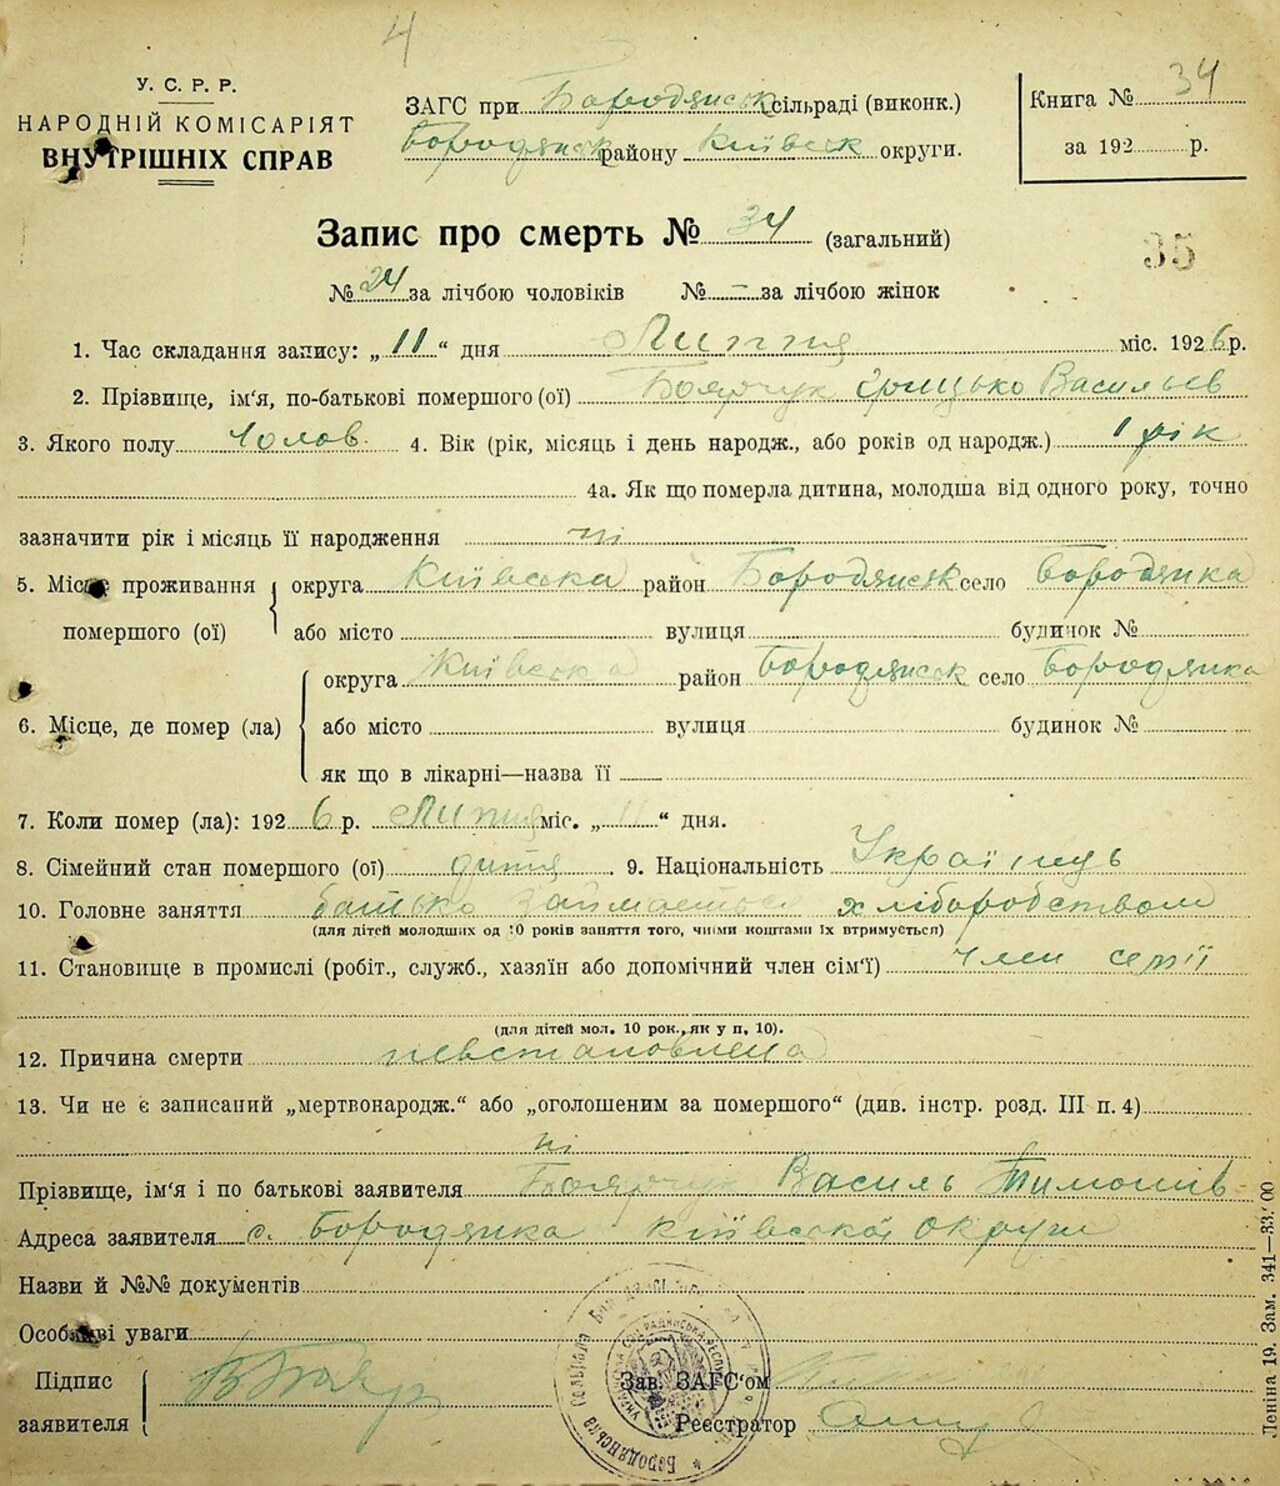 4
У. С. Р. Р.
НАРОДНІЙ КОМІСАРІЯТ
ВНУТРІШНІХ СПРАВ
ЗАГС при Бородянськ сільраді (виконк.)
Бородянськ району Київськ округи.
Книга № 34
за 192 р.
Запис про смерть № 34 (загальний)
35
№ 24 за лічбою чоловіків № – за лічбою жінок
1. Час складання запису: „ 11 “ дня Липня міс. 1926 р.
2. Прізвище, ім'я, по-батькові помершого (ої) Боярчук Грицько Васильев
3. Якого полу Чолов. 4. Вік (рік, місяць і день народж., або років од народж.) 1 рік
4а. Як що померла дитина, молодша від одного року, точно
зазначити рік і місяць її народження ні
5. Місце проживання помершого (ої) округа Київська район Бородянськ село Бородянка
або місто вулиця будинок №
6. Місце, де помер (ла) округа Київська район Бородянськ село Бородянка
або місто вулиця будинок №
як що в лікарні—назва її
7. Коли помер (ла): 1926 р. Липня міс. „ 11 “ дня.
8. Сімейний стан помершого (ої) дитя 9. Національність Українць
10. Головне заняття батько займається хліборобством
(для дітей молодших од 10 років заняття того, чиїми коштами їх втримується)
11. Становище в промислі (робіт., служб., хазяїн або допомічний член сім'ї) член семії
(для дітей мол. 10 рок., як у п. 10).
12. Причина смерти невстановлена
13. Чи не є записаний „мертвонародж.“ або „оголошеним за помершого“ (див. інстр. розд. III п. 4)
ні
Прізвище, ім'я і по батькові заявителя Боярчук Василь Тимошів
Адреса заявителя с. Бородянка Київської Округи
Назви й №№ документів
Особливі уваги
Підпис заявителя В Бояр
Зав. ЗАГС'ом
Реєстратор
Бородянська сільрада
Леніна 19. Зам. 341—33.00